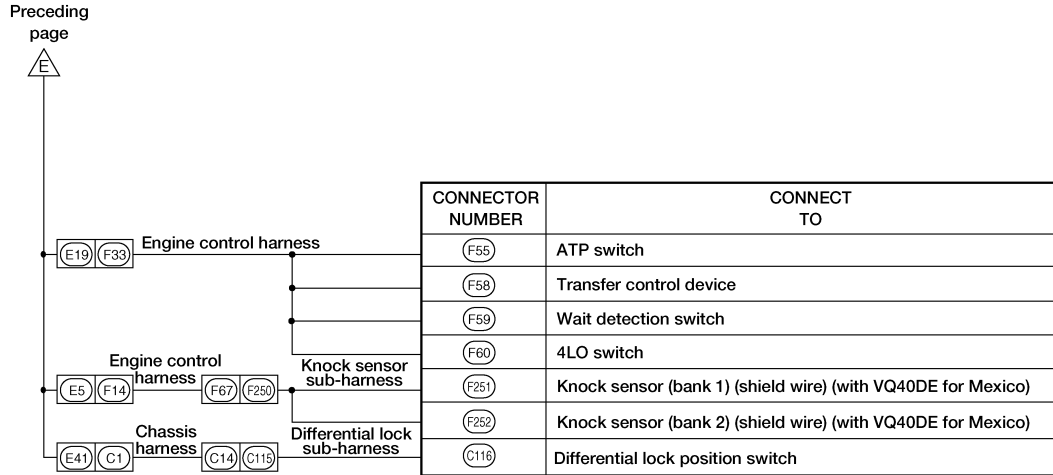 Preceding
page
E
CONNECTOR
NUMBER
CONNECT
TO
E19 F33 Engine control harness
F55 ATP switch
F58 Transfer control device
F59 Wait detection switch
F60 4LO switch
Engine control
harness
Knock sensor
sub-harness
E5 F14 F67 F250
F251 Knock sensor (bank 1) (shield wire) (with VQ40DE for Mexico)
F252 Knock sensor (bank 2) (shield wire) (with VQ40DE for Mexico)
Chassis
harness
Differential lock
sub-harness
E41 C1 C14 C115
C116 Differential lock position switch